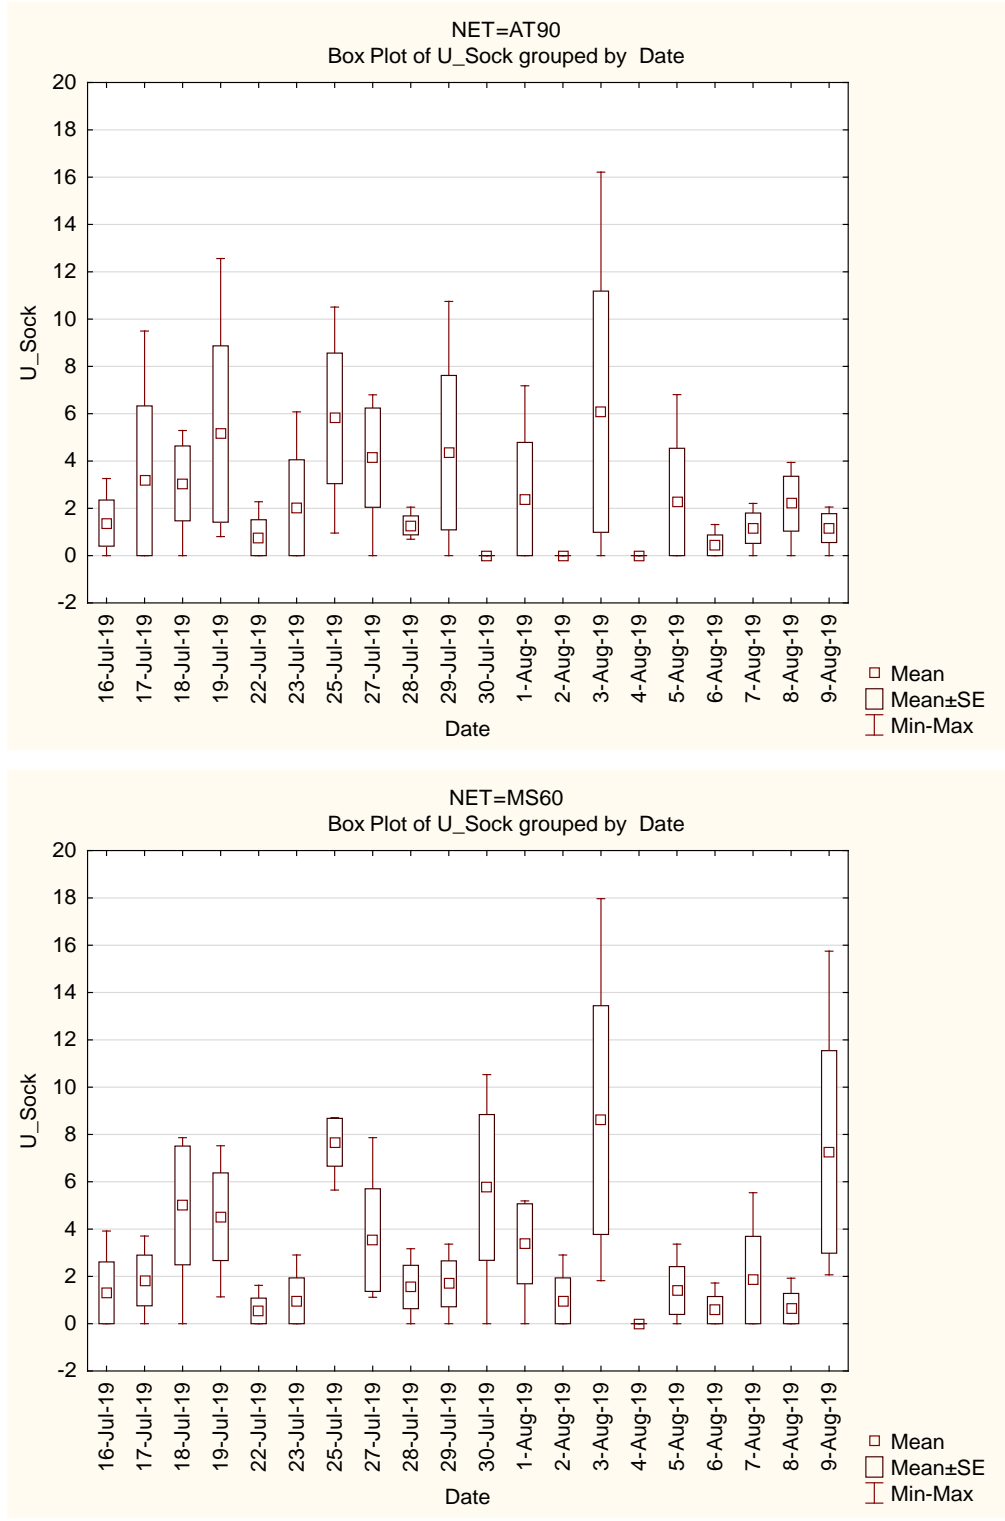 NET=AT90
Box Plot of U_Sock grouped by  Date
20
18
16
14
12
10
8
6
4
2
0
-2
U_Sock
16-Jul-19
17-Jul-19
18-Jul-19
19-Jul-19
22-Jul-19
23-Jul-19
25-Jul-19
27-Jul-19
28-Jul-19
29-Jul-19
30-Jul-19
1-Aug-19
2-Aug-19
3-Aug-19
4-Aug-19
5-Aug-19
6-Aug-19
7-Aug-19
8-Aug-19
9-Aug-19
Date
Mean
Mean±SE
Min-Max
NET=MS60
Box Plot of U_Sock grouped by  Date
20
18
16
14
12
10
8
6
4
2
0
-2
U_Sock
16-Jul-19
17-Jul-19
18-Jul-19
19-Jul-19
22-Jul-19
23-Jul-19
25-Jul-19
27-Jul-19
28-Jul-19
29-Jul-19
30-Jul-19
1-Aug-19
2-Aug-19
3-Aug-19
4-Aug-19
5-Aug-19
6-Aug-19
7-Aug-19
8-Aug-19
9-Aug-19
Date
Mean
Mean±SE
Min-Max